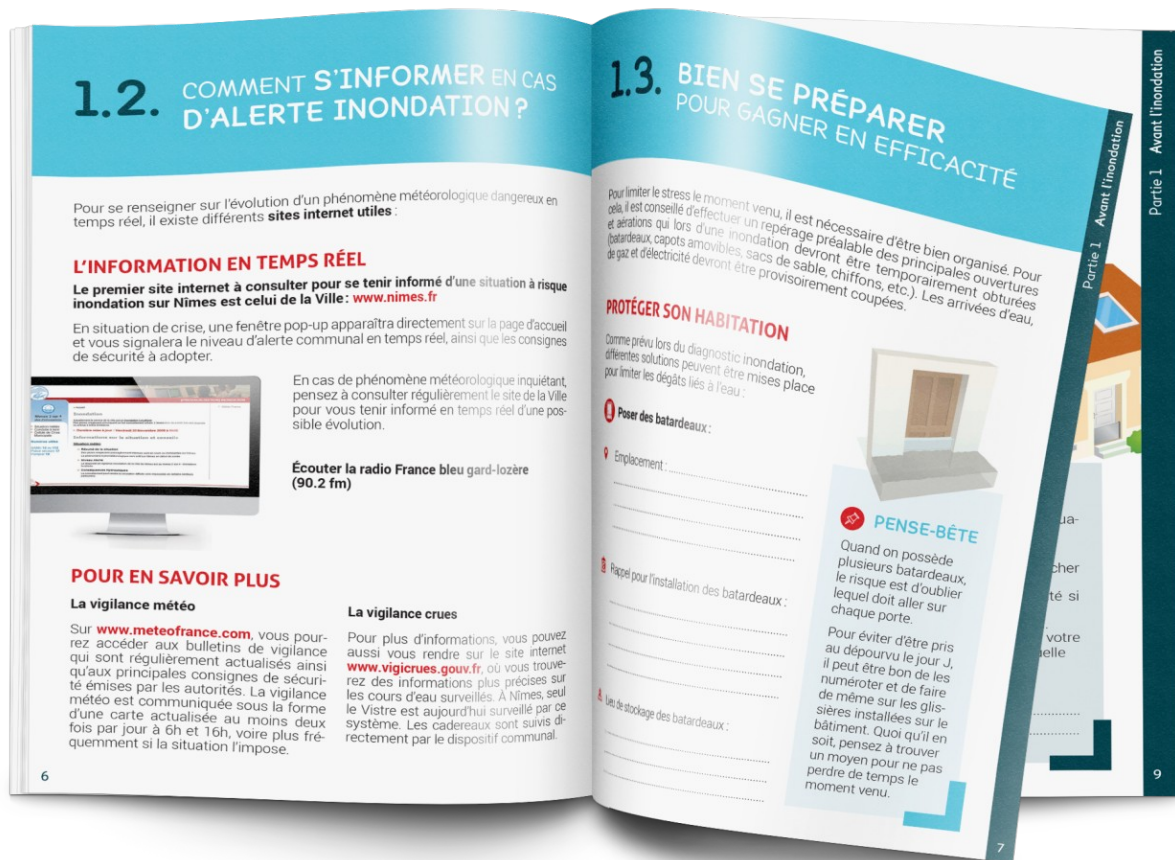 1.2. COMMENT S'INFORMER EN CAS
D'ALERTE INONDATION ?
Pour se renseigner sur l'évolution d'un phénomène météorologique dangereux en
temps réel, il existe différents sites internet utiles :
L'INFORMATION EN TEMPS RÉEL
Le premier site internet à consulter pour se tenir informé d'une situation à risque
inondation sur Nîmes est celui de la Ville : www.nimes.fr
En situation de crise, une fenêtre pop-up apparaîtra directement sur la page d'accueil
et vous signalera le niveau d'alerte communal en temps réel, ainsi que les consignes
de sécurité à adopter.
Inondation
Informations sur la situation et conseils
En cas de phénomène météorologique inquiétant,
pensez à consulter régulièrement le site de la Ville
pour vous tenir informé en temps réel d'une pos-
sible évolution.
Écouter la radio France bleu gard-lozère
(90.2 fm)
POUR EN SAVOIR PLUS
La vigilance météo
Sur www.meteofrance.com, vous pour-
rez accéder aux bulletins de vigilance
qui sont régulièrement actualisés ainsi
qu'aux principales consignes de sécuri-
té émises par les autorités. La vigilance
météo est communiquée sous la forme
d'une carte actualisée au moins deux
fois par jour à 6h et 16h, voire plus fré-
quemment si la situation l'impose.
La vigilance crues
Pour plus d'informations, vous pouvez
aussi vous rendre sur le site internet
www.vigicrues.gouv.fr, où vous trouve-
rez des informations plus précises sur
les cours d'eau surveillés. À Nîmes, seul
le Vistre est aujourd'hui surveillé par ce
système. Les cadereaux sont suivis di-
rectement par le dispositif communal.
6
1.3. BIEN SE PRÉPARER
POUR GAGNER EN EFFICACITÉ
Partie 1 Avant l'inondation
Pour limiter le stress le moment venu, il est nécessaire d'être bien organisé. Pour
cela, il est conseillé d'effectuer un repérage préalable des principales ouvertures
et aérations qui lors d'une inondation devront être temporairement obturées
(batardeaux, capots amovibles, sacs de sable, chiffons, etc.). Les arrivées d'eau,
de gaz et d'électricité devront être provisoirement coupées.
PROTÉGER SON HABITATION
Comme prévu lors du diagnostic inondation,
différentes solutions peuvent être mises place
pour limiter les dégâts liés à l'eau :
Poser des batardeaux :
Emplacement :
Rappel pour l'installation des batardeaux :
Lieu de stockage des batardeaux :
PENSE-BÊTE
Quand on possède
plusieurs batardeaux,
le risque est d'oublier
lequel doit aller sur
chaque porte.
Pour éviter d'être pris
au dépourvu le jour J,
il peut être bon de les
numéroter et de faire
de même sur les glis-
sières installées sur le
bâtiment. Quoi qu'il en
soit, pensez à trouver
un moyen pour ne pas
perdre de temps le
moment venu.
7
Partie 1 Avant l'inondation
ua-
cher
té si
votre
uelle
9